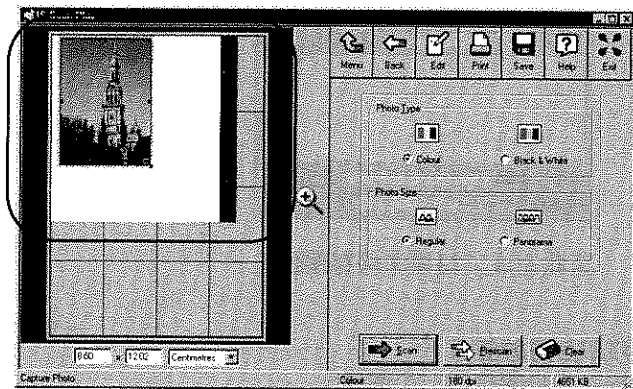 Menu Back Edit Print Save Help Exit
Photo Type
Colour Black & White
Photo Size
Regular Panorama
8.60 x 12.02 Centimetres
Scan Prescan Clear
Capture Photo Colour 180 dpi 4661 KB